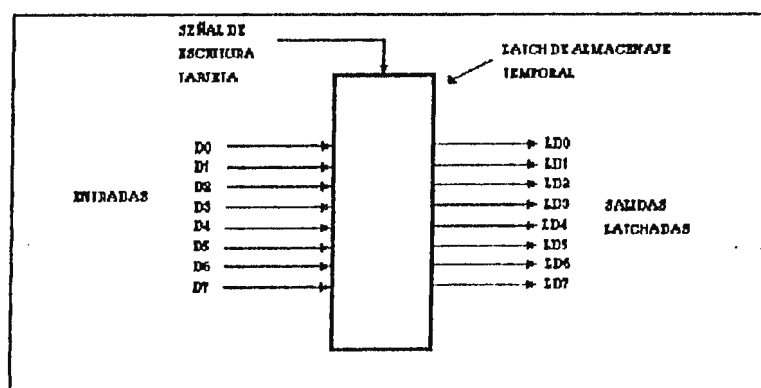 SEÑAL DE
ESCRITURA
TARJETA
LATCH DE ALMACENAJE
TEMPORAL
ENTRADAS
D0
D1
D2
D3
D4
D5
D6
D7
LD0
LD1
LD2
LD3
LD4
LD5
LD6
LD7
SALIDAS
LATCHADAS